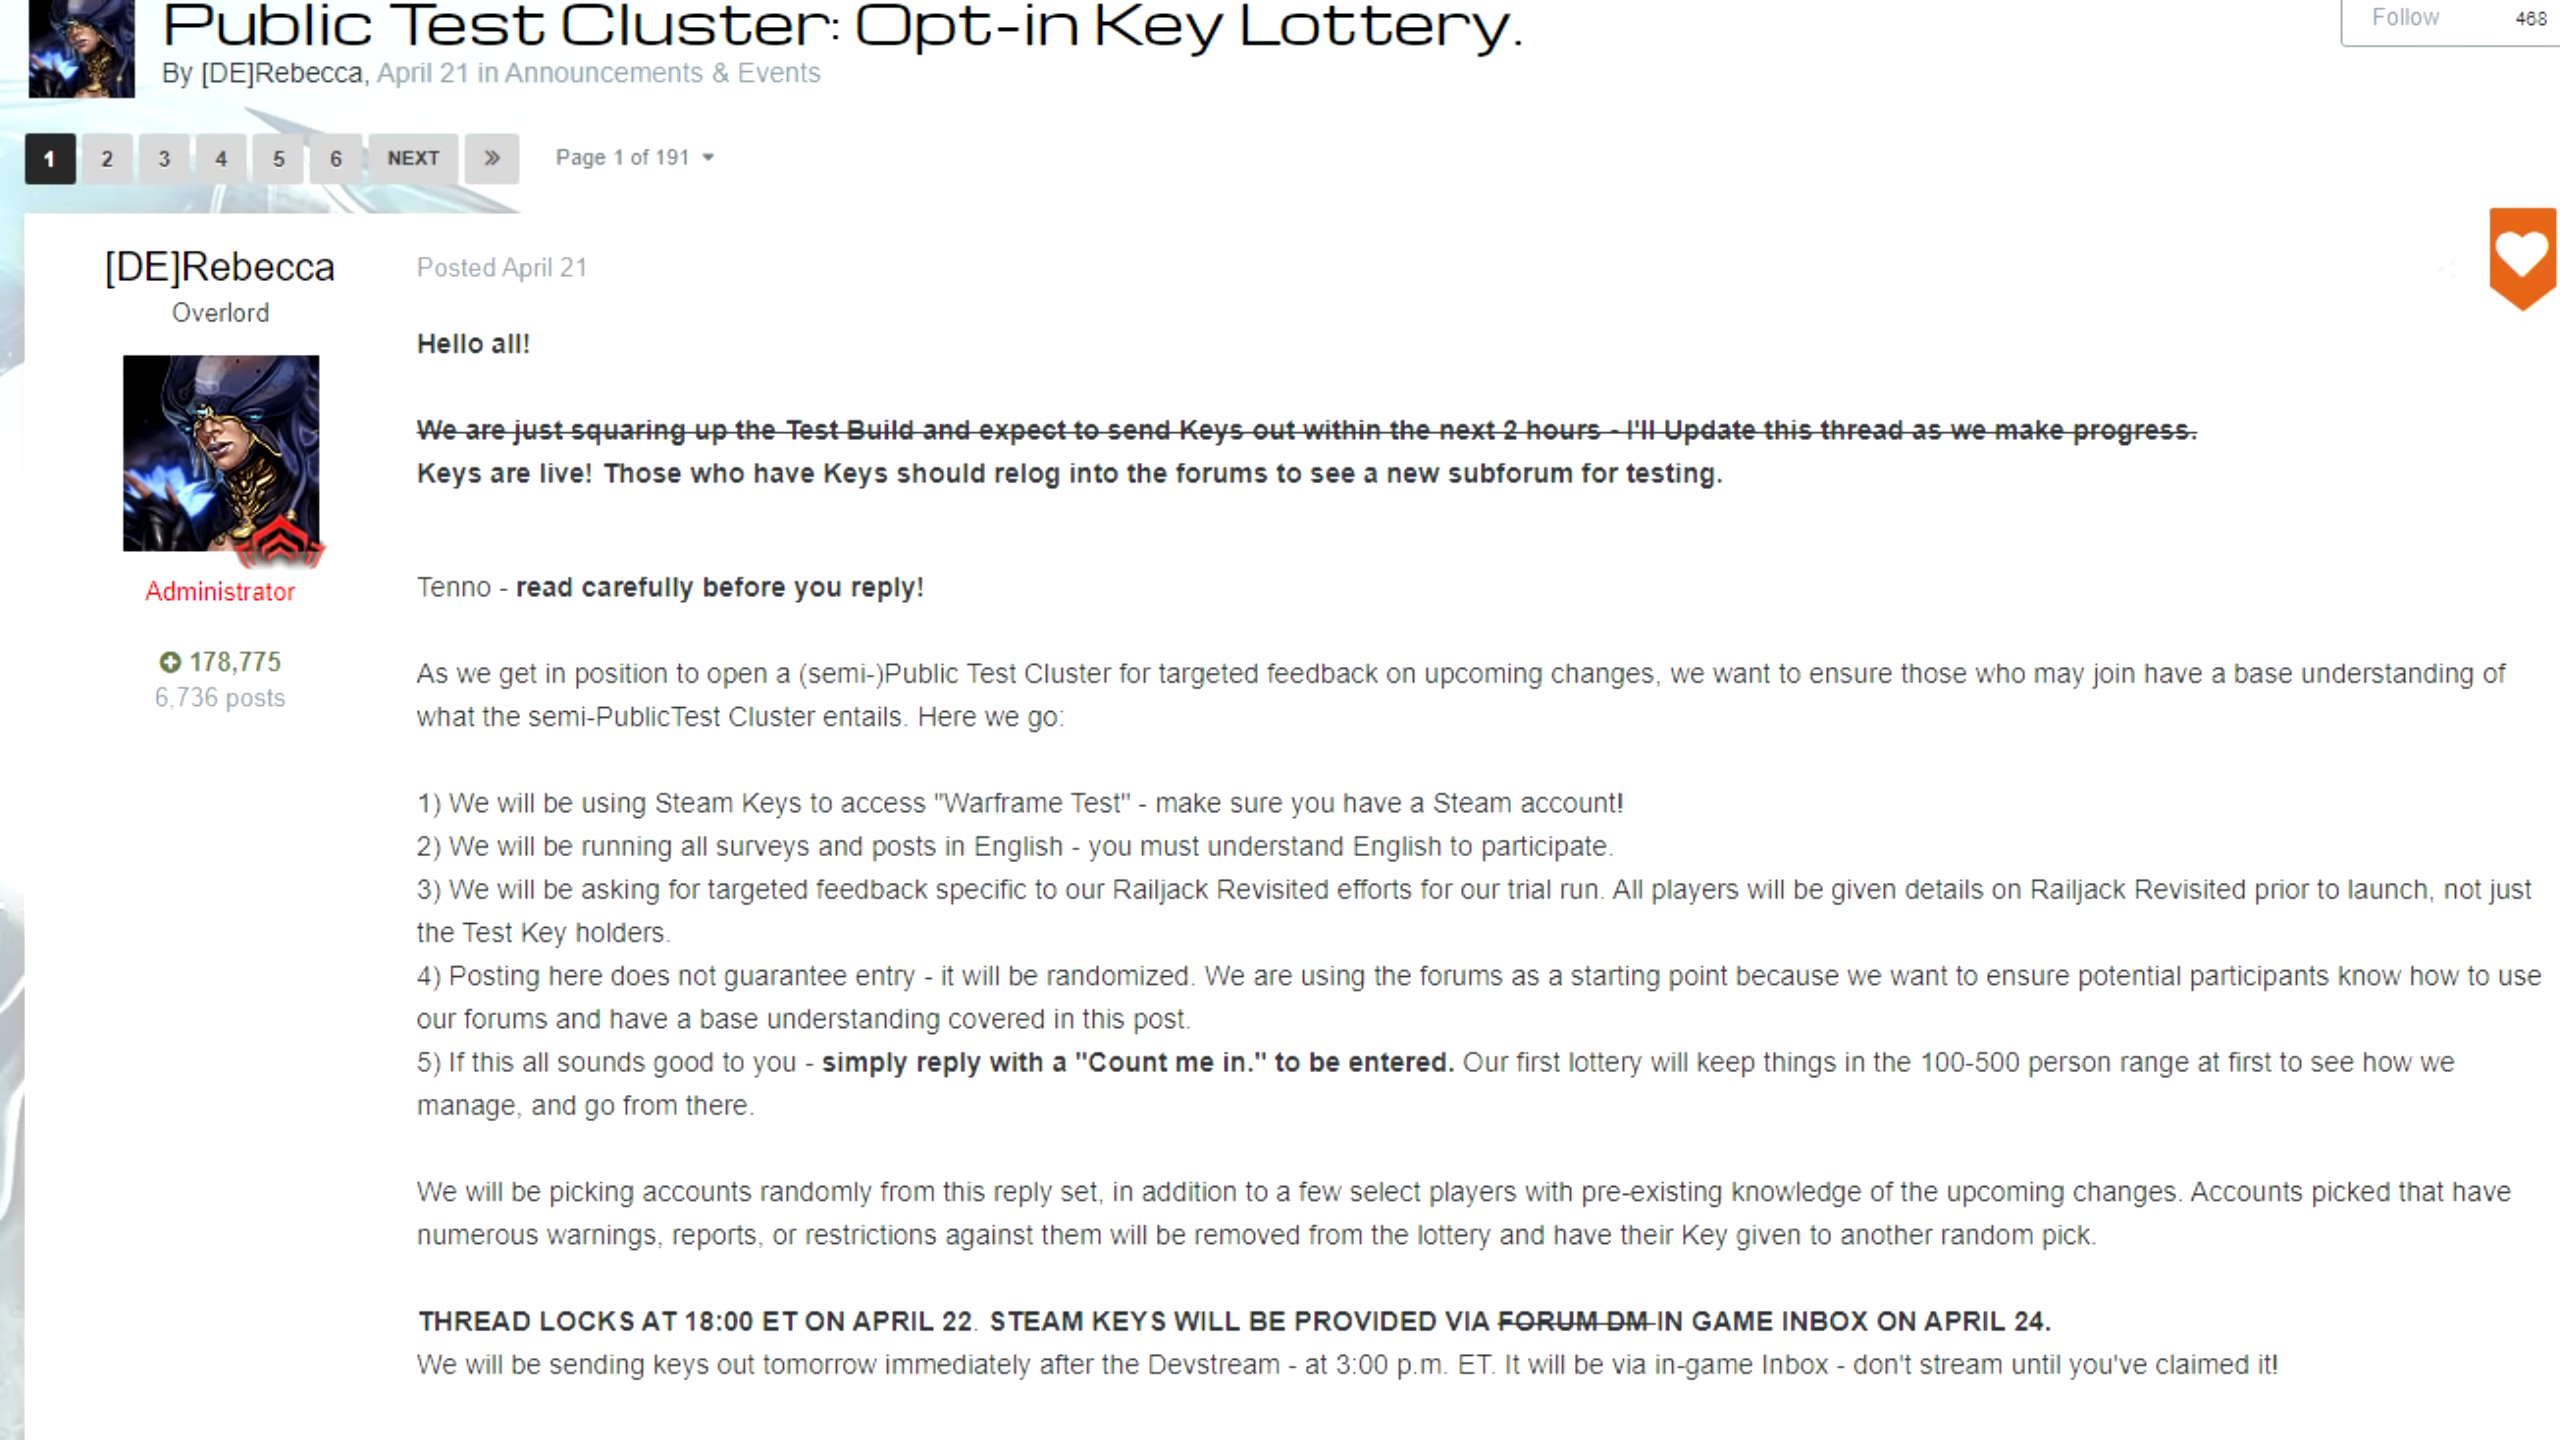 Public Test Cluster: Opt-in Key Lottery.
Follow 468
By [DE]Rebecca, April 21 in Announcements & Events
1 2 3 4 5 6 NEXT » Page 1 of 191
[DE]Rebecca
Overlord
Administrator
178,775
6,736 posts
Posted April 21
Hello all!
We are just squaring up the Test Build and expect to send Keys out within the next 2 hours - I'll Update this thread as we make progress.
Keys are live! Those who have Keys should relog into the forums to see a new subforum for testing.
Tenno - read carefully before you reply!
As we get in position to open a (semi-)Public Test Cluster for targeted feedback on upcoming changes, we want to ensure those who may join have a base understanding of
what the semi-PublicTest Cluster entails. Here we go:
1) We will be using Steam Keys to access "Warframe Test" - make sure you have a Steam account!
2) We will be running all surveys and posts in English - you must understand English to participate.
3) We will be asking for targeted feedback specific to our Railjack Revisited efforts for our trial run. All players will be given details on Railjack Revisited prior to launch, not just
the Test Key holders.
4) Posting here does not guarantee entry - it will be randomized. We are using the forums as a starting point because we want to ensure potential participants know how to use
our forums and have a base understanding covered in this post.
5) If this all sounds good to you - simply reply with a "Count me in." to be entered. Our first lottery will keep things in the 100-500 person range at first to see how we
manage, and go from there.
We will be picking accounts randomly from this reply set, in addition to a few select players with pre-existing knowledge of the upcoming changes. Accounts picked that have
numerous warnings, reports, or restrictions against them will be removed from the lottery and have their Key given to another random pick.
THREAD LOCKS AT 18:00 ET ON APRIL 22. STEAM KEYS WILL BE PROVIDED VIA FORUM DM IN GAME INBOX ON APRIL 24.
We will be sending keys out tomorrow immediately after the Devstream - at 3:00 p.m. ET. It will be via in-game Inbox - don't stream until you've claimed it!